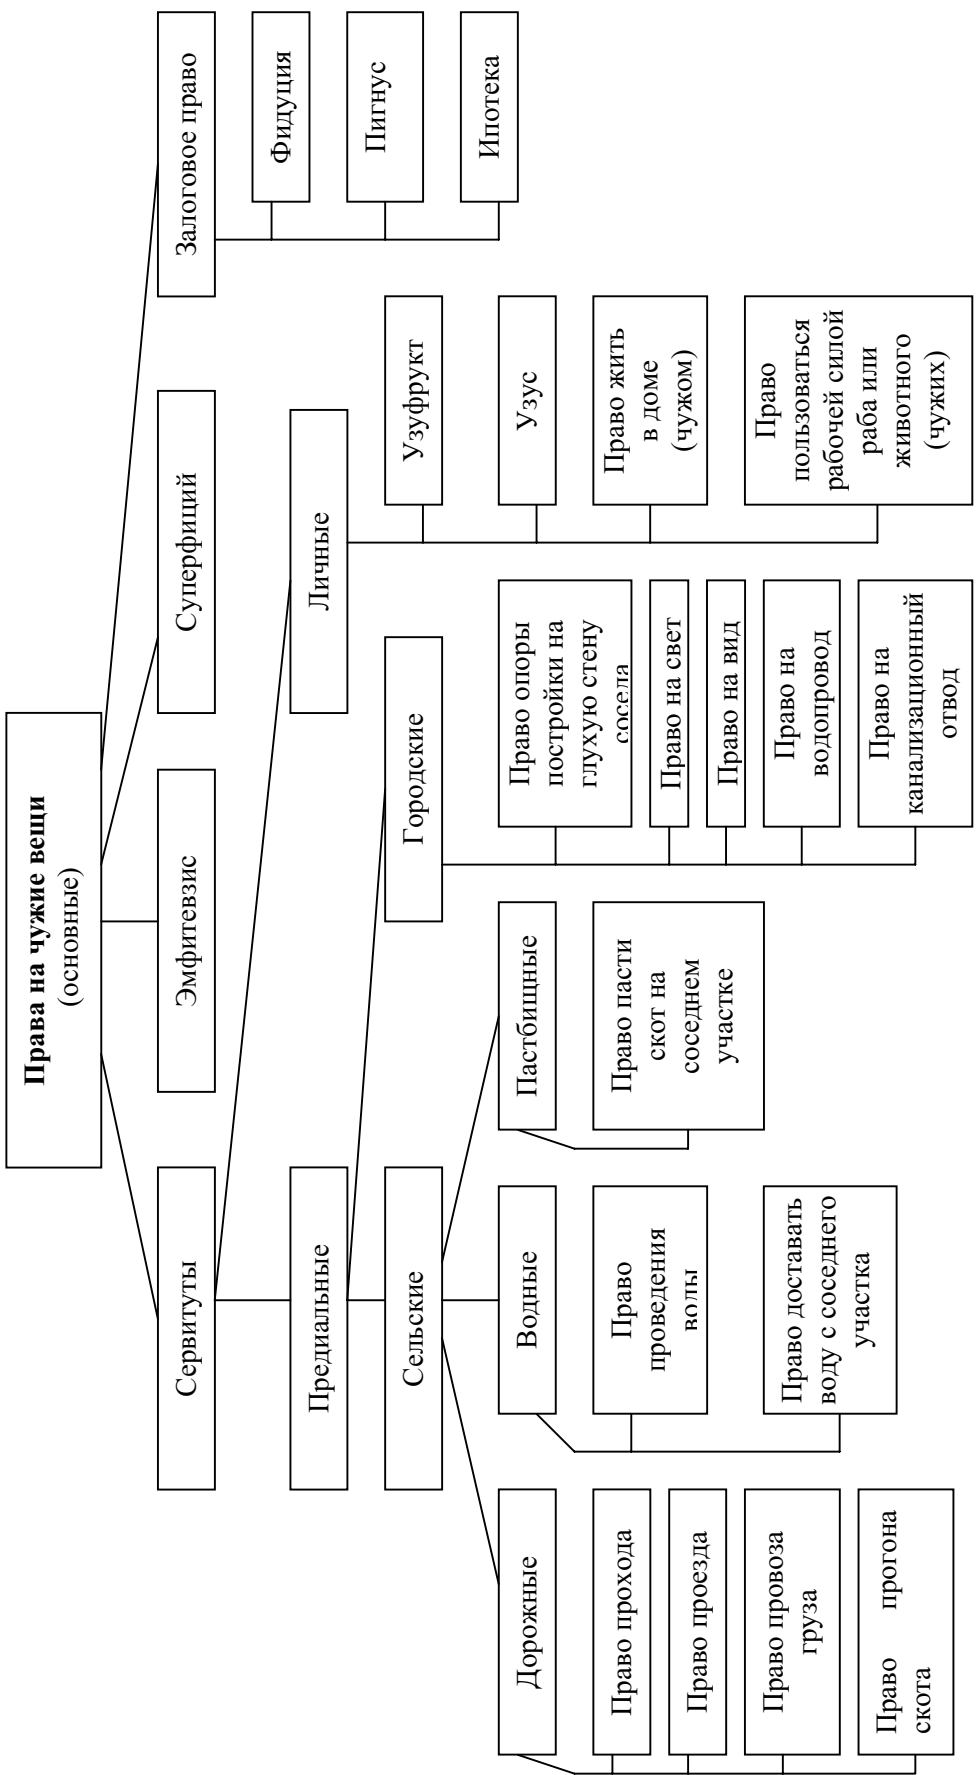 Права на чужие вещи
(основные)
Сервитуты
Эмфитевзис
Суперфиций
Залоговое право
Фидуция
Пигнус
Ипотека
Предиальные
Личные
Узуфрукт
Узус
Право жить
в доме
(чужом)
Право
пользоваться
рабочей силой
раба или
животного
(чужих)
Сельские
Городские
Право опоры
постройки на
глухую стену
соседа
Право на свет
Право на вид
Право на
водопровод
Право на
канализационный
отвод
Дорожные
Право прохода
Право проезда
Право провоза
груза
Право прогона
скота
Водные
Право
проведения
воды
Право доставать
воду с соседнего
участка
Пастбищные
Право пасти
скот на
соседнем
участке